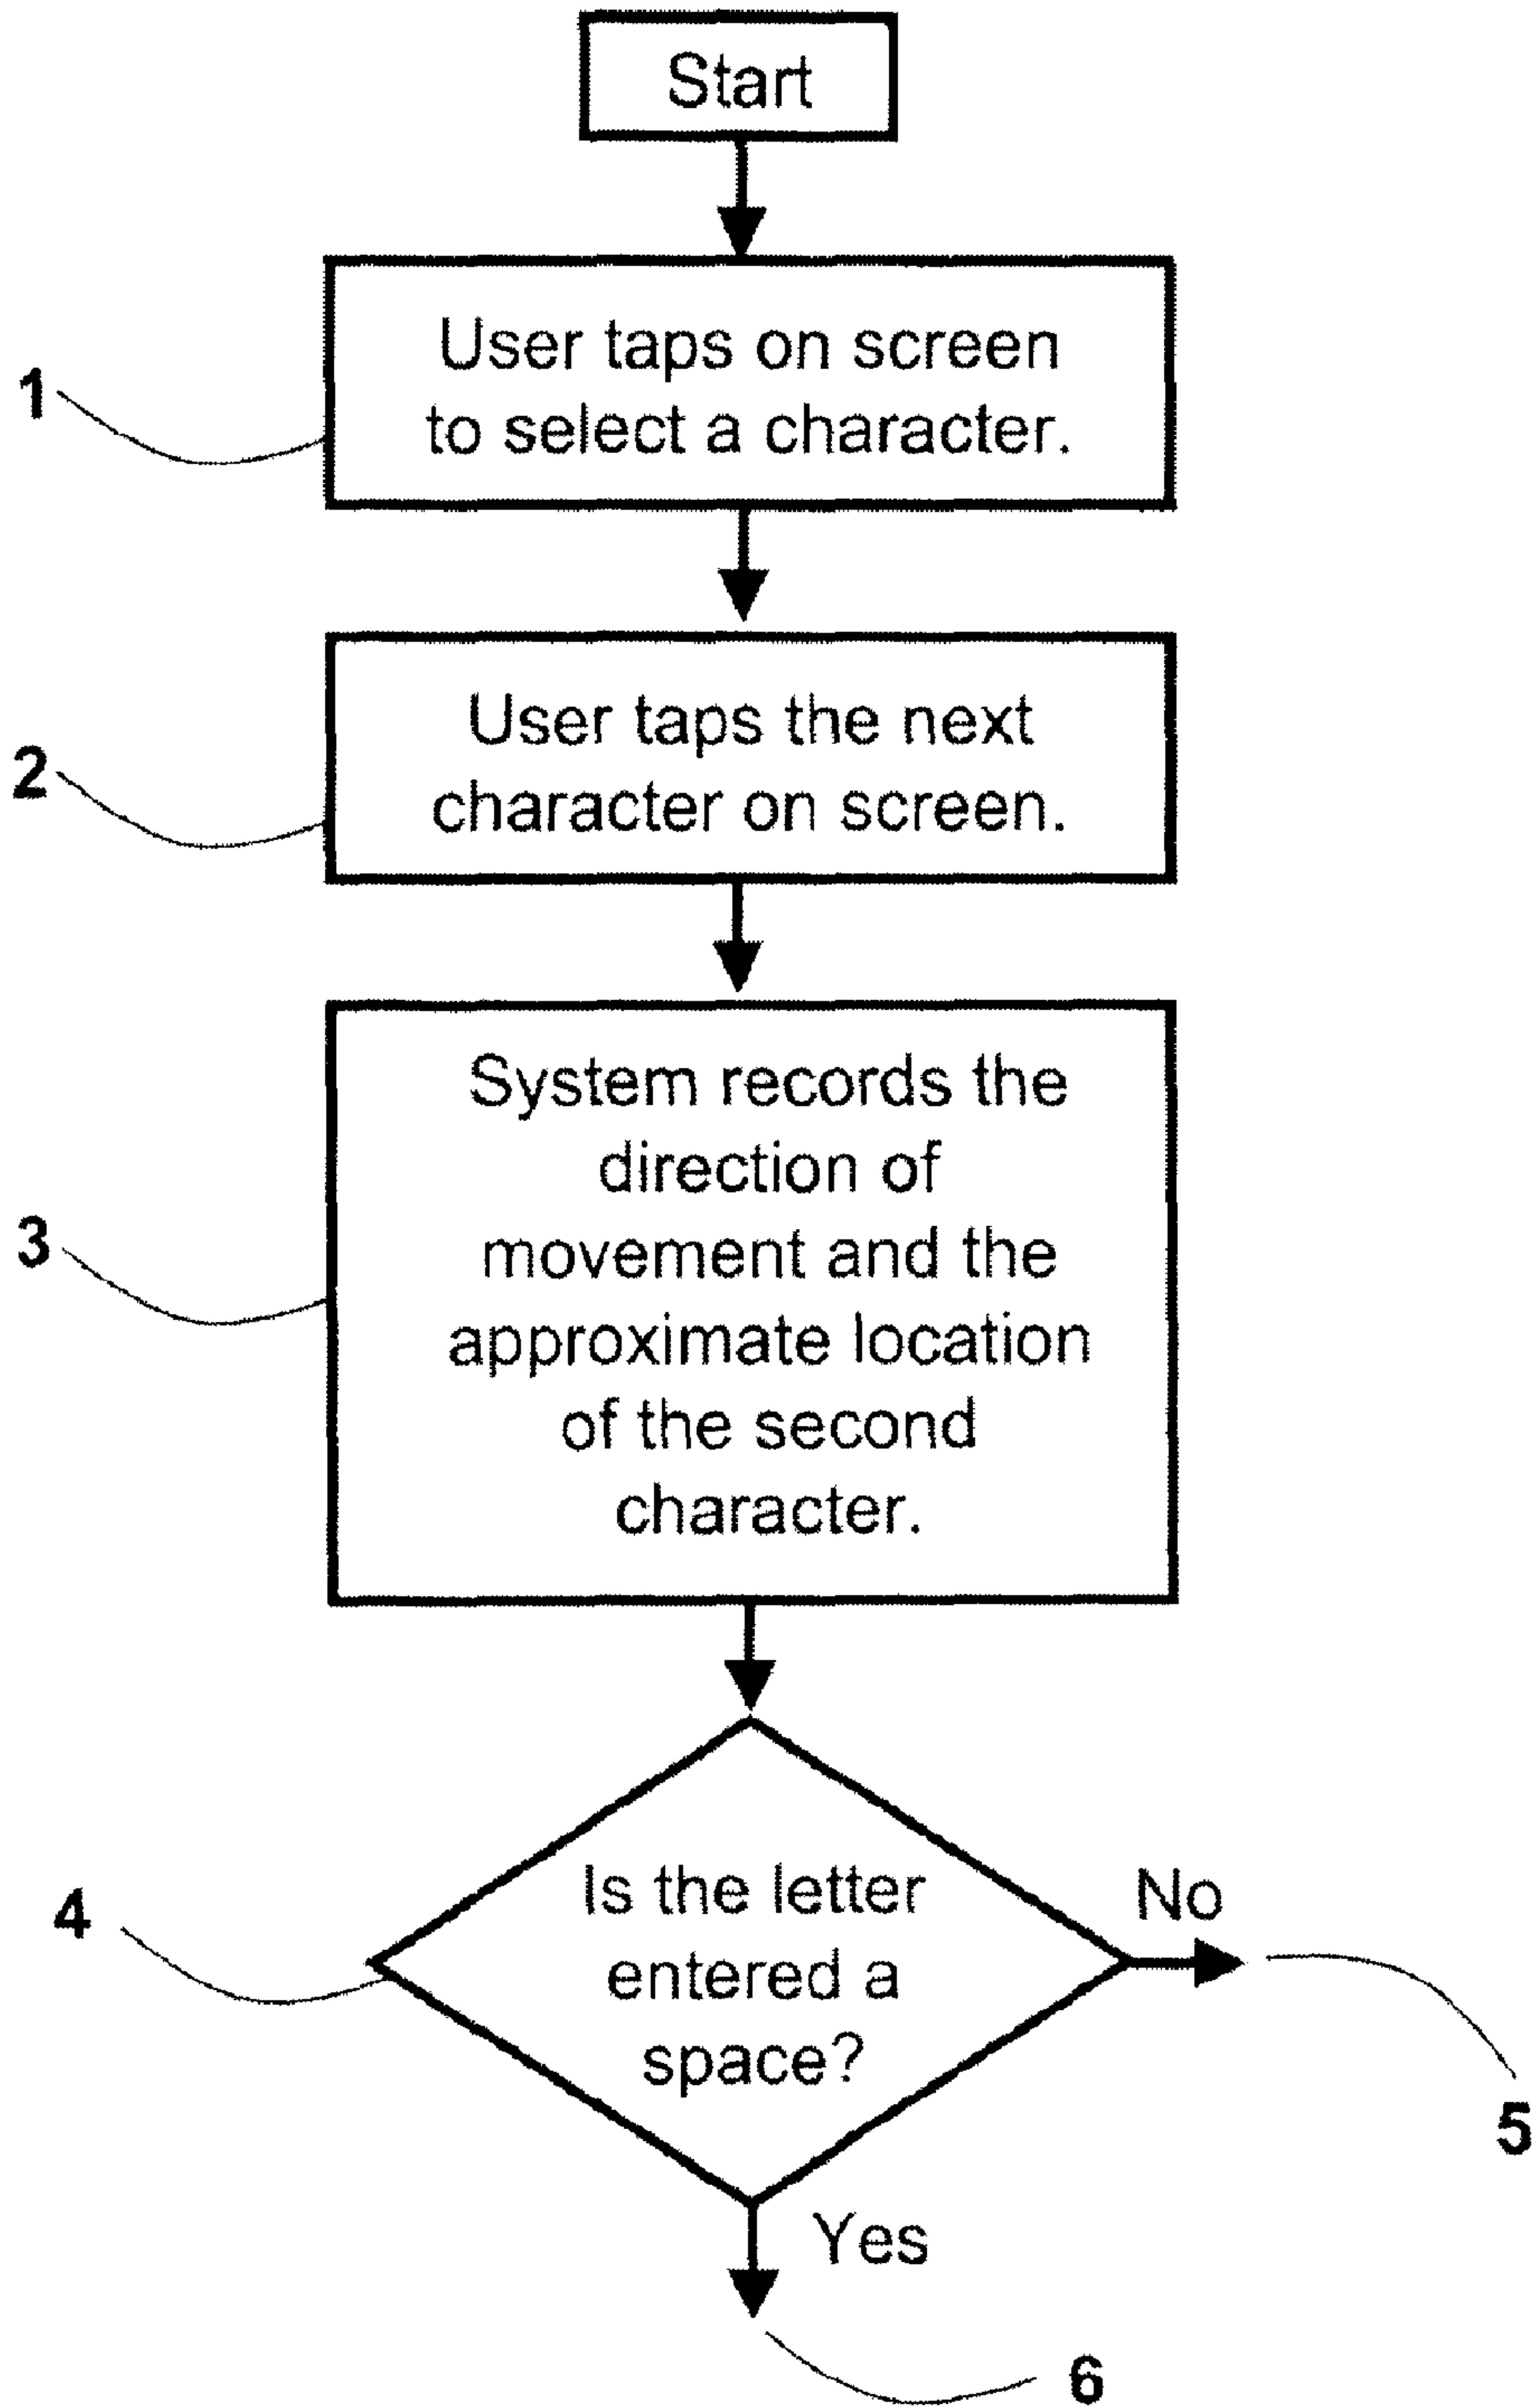 Start
User taps on screen
to select a character.
1
User taps the next
character on screen.
2
System records the
direction of
movement and the
approximate location
of the second
character.
3
Is the letter
entered a
space?
4
No
5
Yes
6